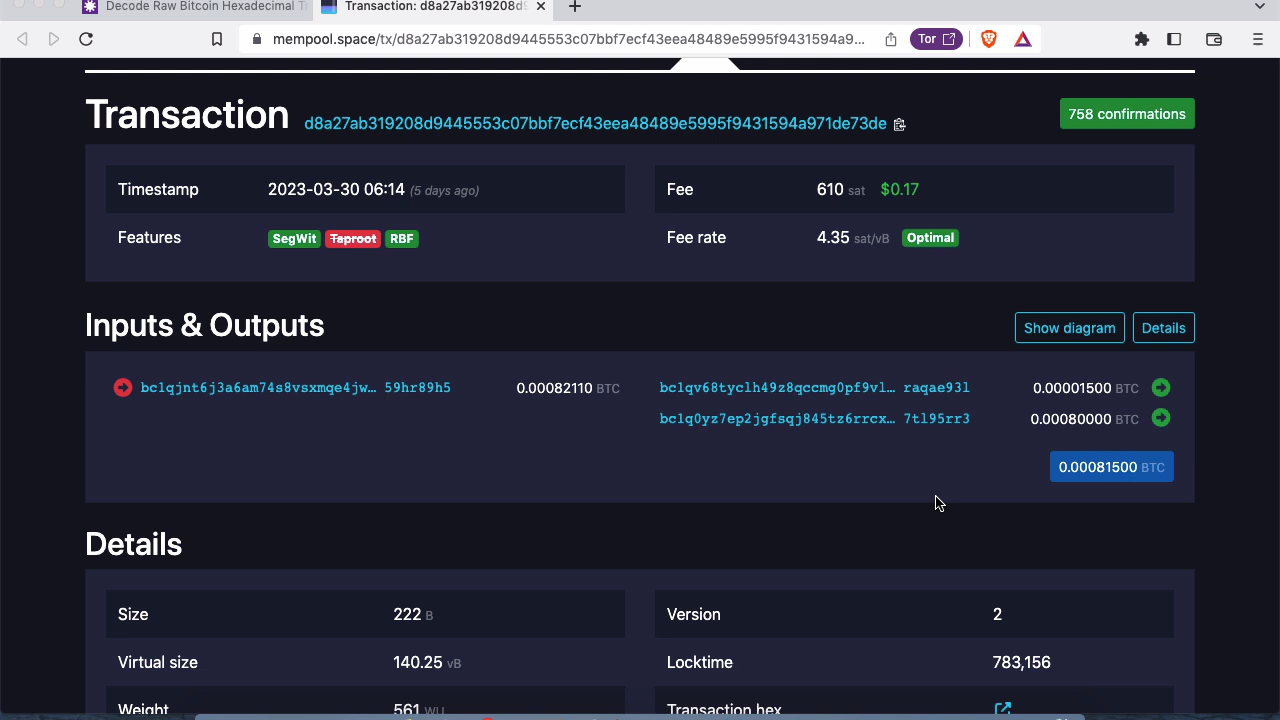 Decode Raw Bitcoin Hexadecimal T
Transaction: d8a27ab319208d9
mempool.space/tx/d8a27ab319208d9445553c07bbf7ecf43eea48489e5995f9431594a9...
Tor
Transaction d8a27ab319208d9445553c07bbf7ecf43eea48489e5995f9431594a971de73de
758 confirmations
Timestamp 2023-03-30 06:14 (5 days ago)
Fee 610 sat $0.17
Features SegWit Taproot RBF
Fee rate 4.35 sat/vB Optimal
Inputs & Outputs
Show diagram Details
bc1qjnt6j3a6am74s8vsxmqe4jw… 59hr89h5 0.00082110 BTC
bc1qv68tyclh49z8qccmg0pf9vl… raqae93l 0.00001500 BTC
bc1q0yz7ep2jgfsqj845tz6rrcx… 7tl95rr3 0.00080000 BTC
0.00081500 BTC
Details
Size 222 B
Version 2
Virtual size 140.25 vB
Locktime 783,156
Weight 561 WU
Transaction hex